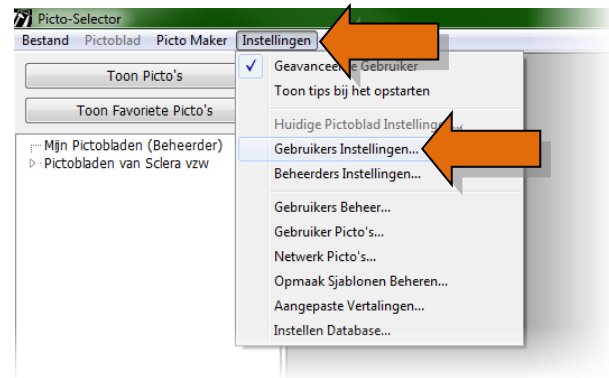 Picto-Selector
Bestand Pictoblad Picto Maker Instellingen
Toon Picto's
Toon Favoriete Picto's
Mijn Pictobladen (Beheerder)
Pictobladen van Sclera vzw
Gebruiker
Toon tips bij het opstarten
Huidige Pictoblad
Gebruikers Instellingen...
Beheerders Instellingen...
Gebruikers Beheer...
Gebruiker Picto's...
Netwerk Picto's...
Opmaak Sjablonen Beheren...
Aangepaste Vertalingen...
Instellen Database...